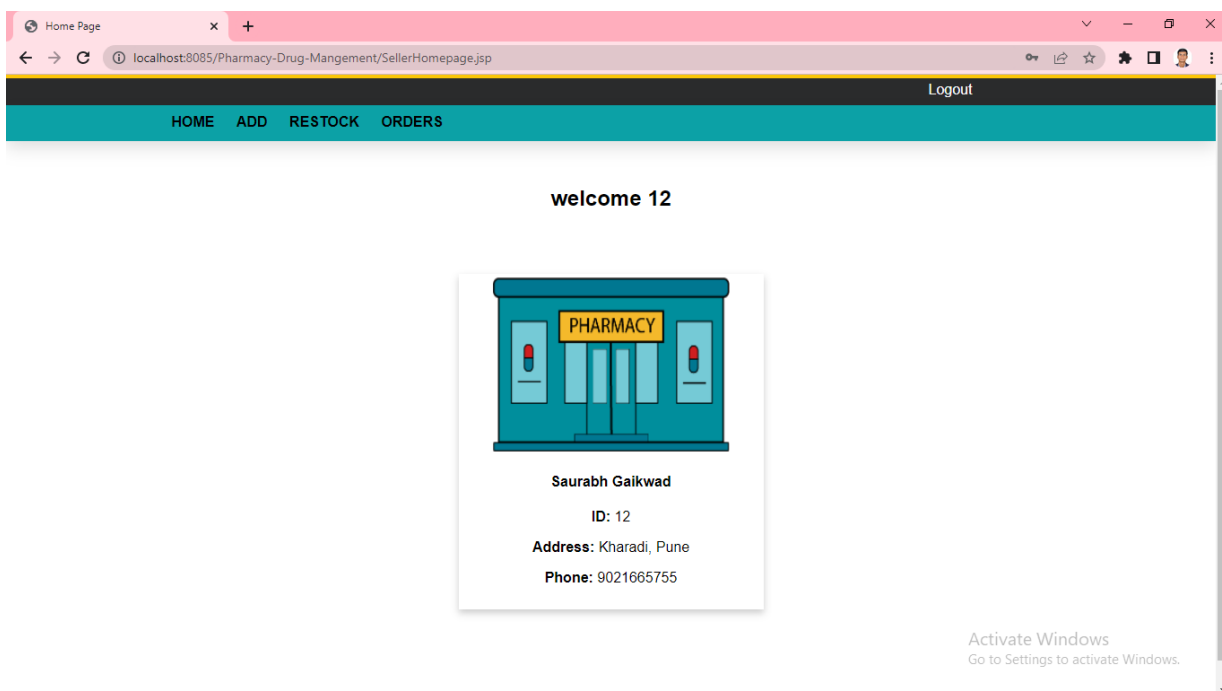 Home Page
localhost:8085/Pharmacy-Drug-Mangement/SellerHomepage.jsp
Logout
HOME ADD RESTOCK ORDERS
welcome 12
PHARMACY
Saurabh Gaikwad
ID: 12
Address: Kharadi, Pune
Phone: 9021665755
Activate Windows
Go to Settings to activate Windows.